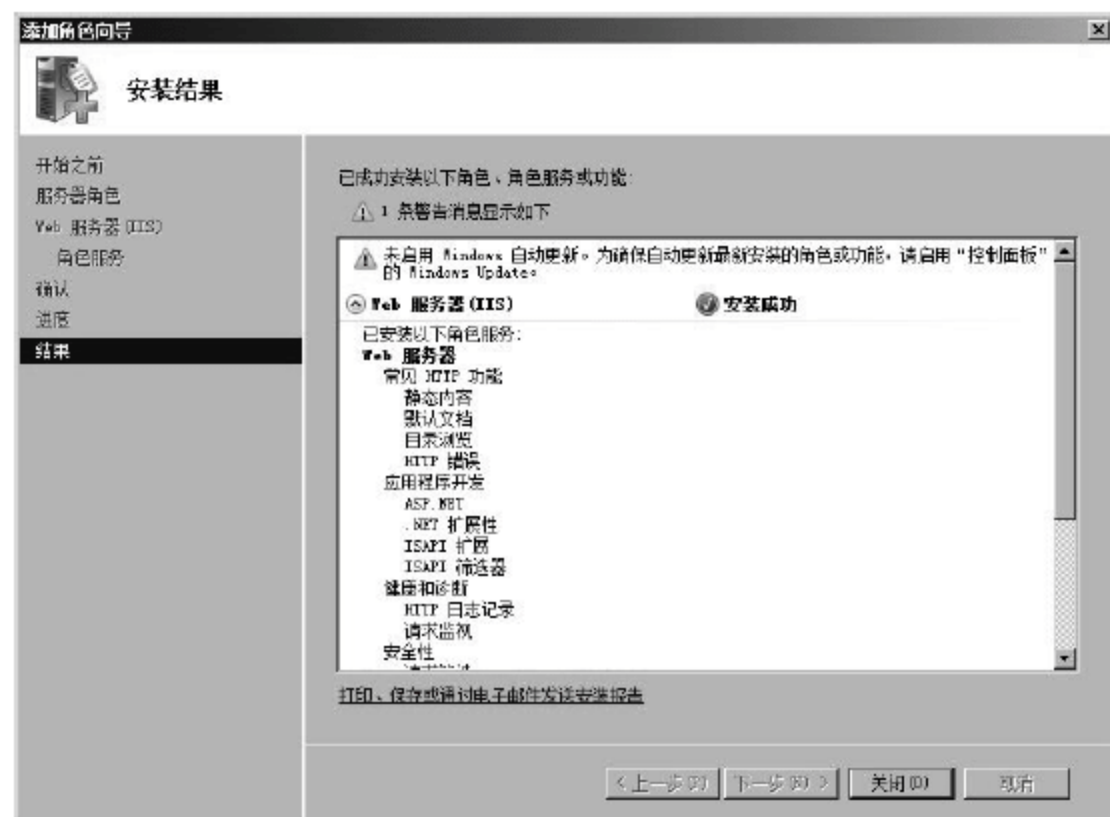 添加角色向导
安装结果
开始之前
服务器角色
Web 服务器(IIS)
角色服务
确认
进度
结果
已成功安装以下角色、角色服务或功能:
1 条警告消息显示如下
未启用 Windows 自动更新。为确保自动更新最新安装的角色或功能，请启用“控制面板”
的 Windows Update。
Web 服务器(IIS) 安装成功
已安装以下角色服务:
Web 服务器
常见 HTTP 功能
静态内容
默认文档
目录浏览
HTTP 错误
应用程序开发
ASP.NET
.NET 扩展性
ISAPI 扩展
ISAPI 筛选器
健康和诊断
HTTP 日志记录
请求监视
安全性
打印、保存或通过电子邮件发送安装报告
< 上一步(P) 下一步(N) > 关闭(O) 取消